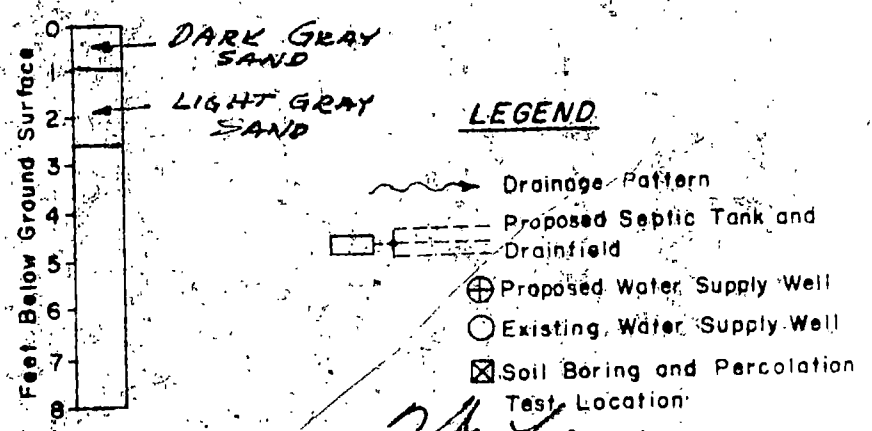 Feet Below Ground Surface
0
1
2
3
4
5
6
7
8
DARK GRAY
SAND
LIGHT GRAY
SAND
LEGEND
Drainage Pattern
Proposed Septic Tank and
Drainfield
Proposed Water Supply Well
Existing Water Supply Well
Soil Boring and Percolation
Test Location